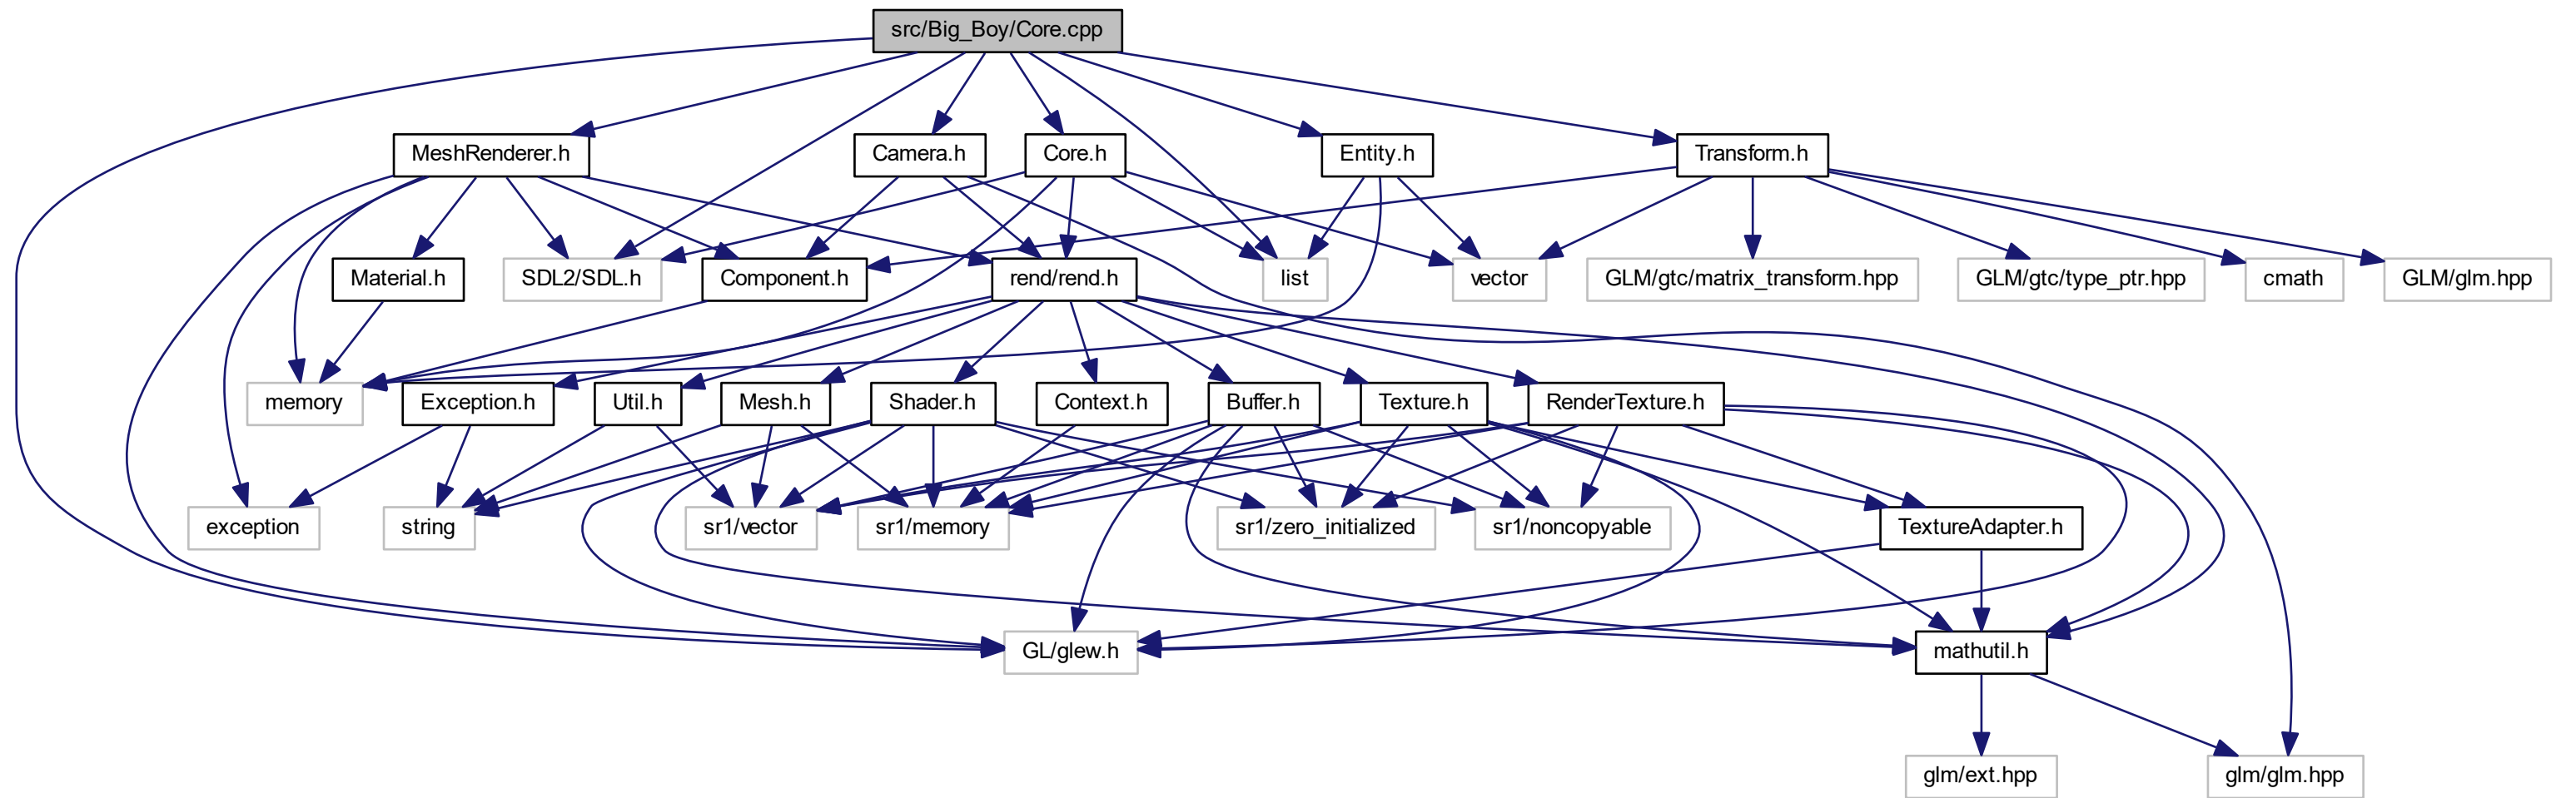 src/Big_Boy/Core.cpp
MeshRenderer.h
Camera.h
Core.h
Entity.h
Transform.h
Material.h
SDL2/SDL.h
Component.h
rend/rend.h
list
vector
GLM/gtc/matrix_transform.hpp
GLM/gtc/type_ptr.hpp
cmath
GLM/glm.hpp
memory
Exception.h
Util.h
Mesh.h
Shader.h
Context.h
Buffer.h
Texture.h
RenderTexture.h
exception
string
sr1/vector
sr1/memory
sr1/zero_initialized
sr1/noncopyable
TextureAdapter.h
GL/glew.h
mathutil.h
glm/ext.hpp
glm/glm.hpp